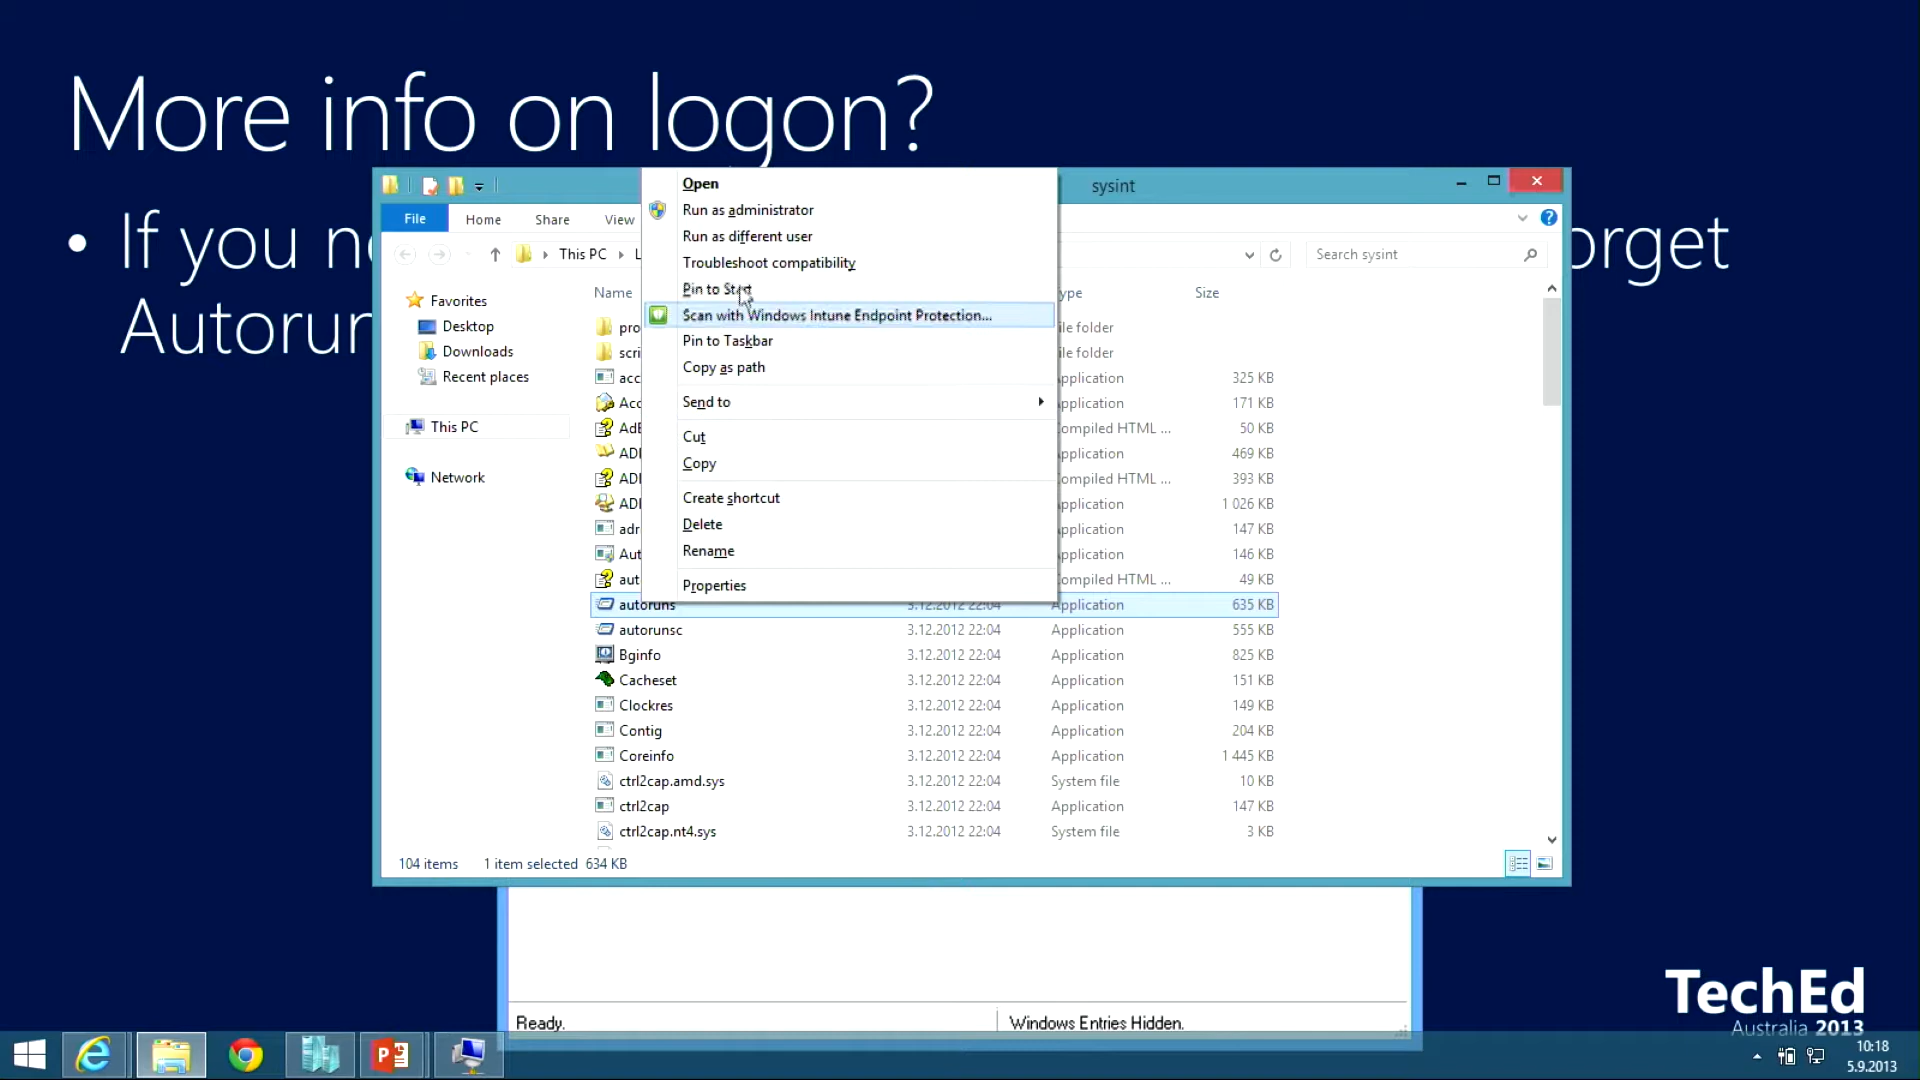 More info on logon?
• If you n
orget
Autorun
sysint
File
Home
Share
View
This PC
Search sysint
Open
Run as administrator
Run as different user
Troubleshoot compatibility
Pin to Start
Scan with Windows Intune Endpoint Protection...
Pin to Taskbar
Copy as path
Send to
Cut
Copy
Create shortcut
Delete
Rename
Properties
Favorites
Desktop
Downloads
Recent places
This PC
Network
Name ype Size
pro ile folder
scri ile folder
acc pplication 325 KB
Acc pplication 171 KB
AdE ompiled HTML ... 50 KB
ADI pplication 469 KB
ADI ompiled HTML ... 393 KB
ADI pplication 1 026 KB
adr pplication 147 KB
Aut pplication 146 KB
aut ompiled HTML ... 49 KB
autoruns 3.12.2012 22:04 Application 635 KB
autorunsc 3.12.2012 22:04 Application 555 KB
Bginfo 3.12.2012 22:04 Application 825 KB
Cacheset 3.12.2012 22:04 Application 151 KB
Clockres 3.12.2012 22:04 Application 149 KB
Contig 3.12.2012 22:04 Application 204 KB
Coreinfo 3.12.2012 22:04 Application 1 445 KB
ctrl2cap.amd.sys 3.12.2012 22:04 System file 10 KB
ctrl2cap 3.12.2012 22:04 Application 147 KB
ctrl2cap.nt4.sys 3.12.2012 22:04 System file 3 KB
104 items 1 item selected 634 KB
Ready.
Windows Entries Hidden.
TechEd
Australia 2013
10:18
5.9.2013